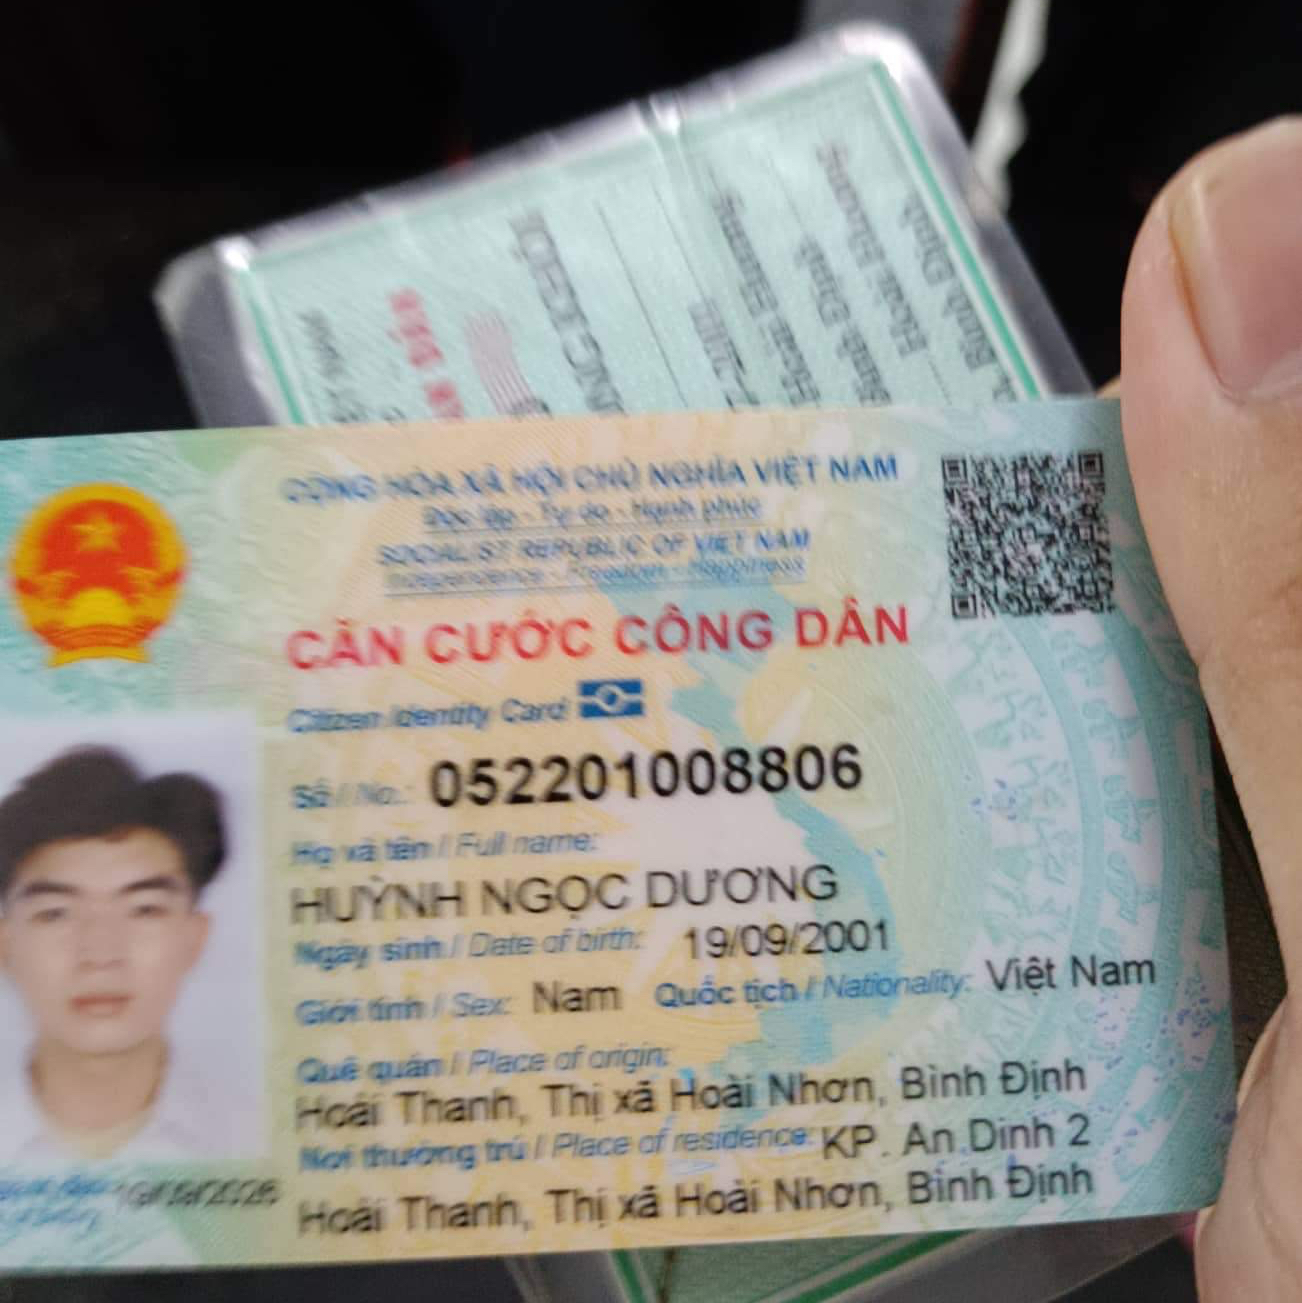 CỘNG HÒA XÃ HỘI CHỦ NGHĨA VIỆT NAM
Độc lập - Tự do - Hạnh phúc
SOCIALIST REPUBLIC OF VIET NAM
Independence - Freedom - Happiness
CĂN CƯỚC CÔNG DÂN
Citizen Identity Card
Số / No.: 052201008806
Họ và tên / Full name:
HUỲNH NGỌC DƯƠNG
Ngày sinh / Date of birth: 19/09/2001
Giới tính / Sex: Nam Quốc tịch / Nationality: Việt Nam
Quê quán / Place of origin:
Hoài Thanh, Thị xã Hoài Nhơn, Bình Định
Nơi thường trú / Place of residence: KP. An Dinh 2
Hoài Thanh, Thị xã Hoài Nhơn, Bình Định